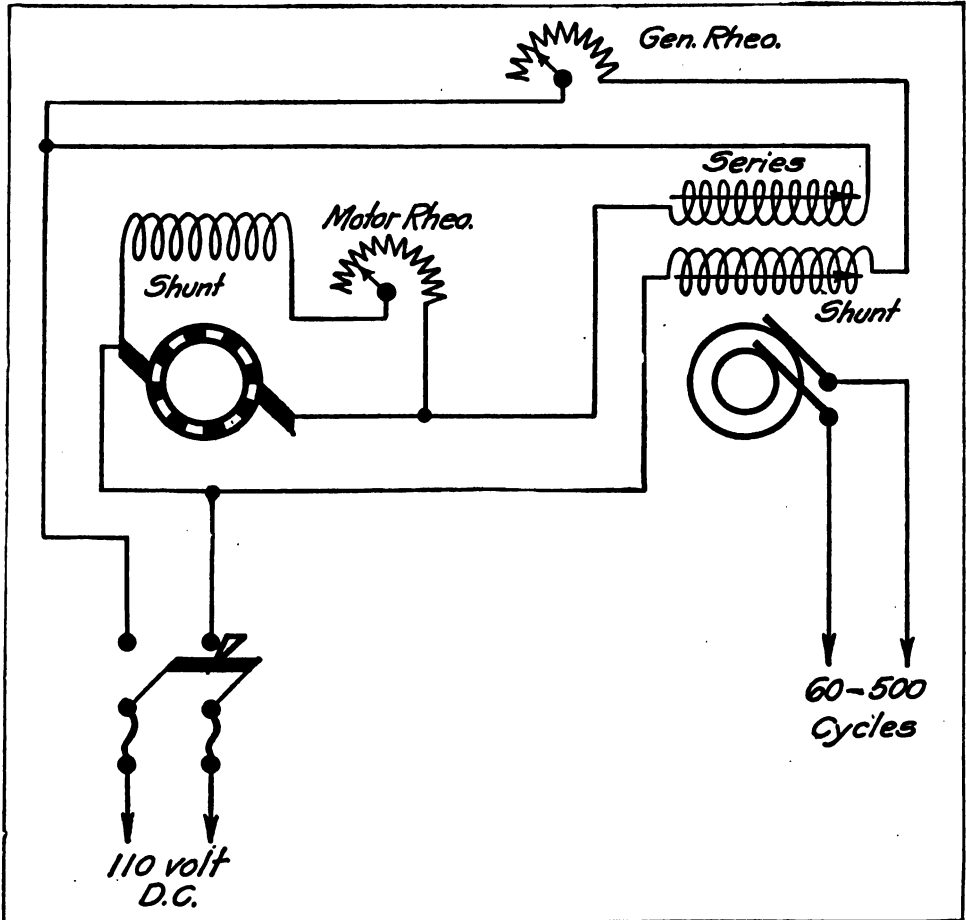 Gen. Rheo.
Series
Motor Rheo.
Shunt
Shunt
60-500
Cycles
110 volt
D.C.